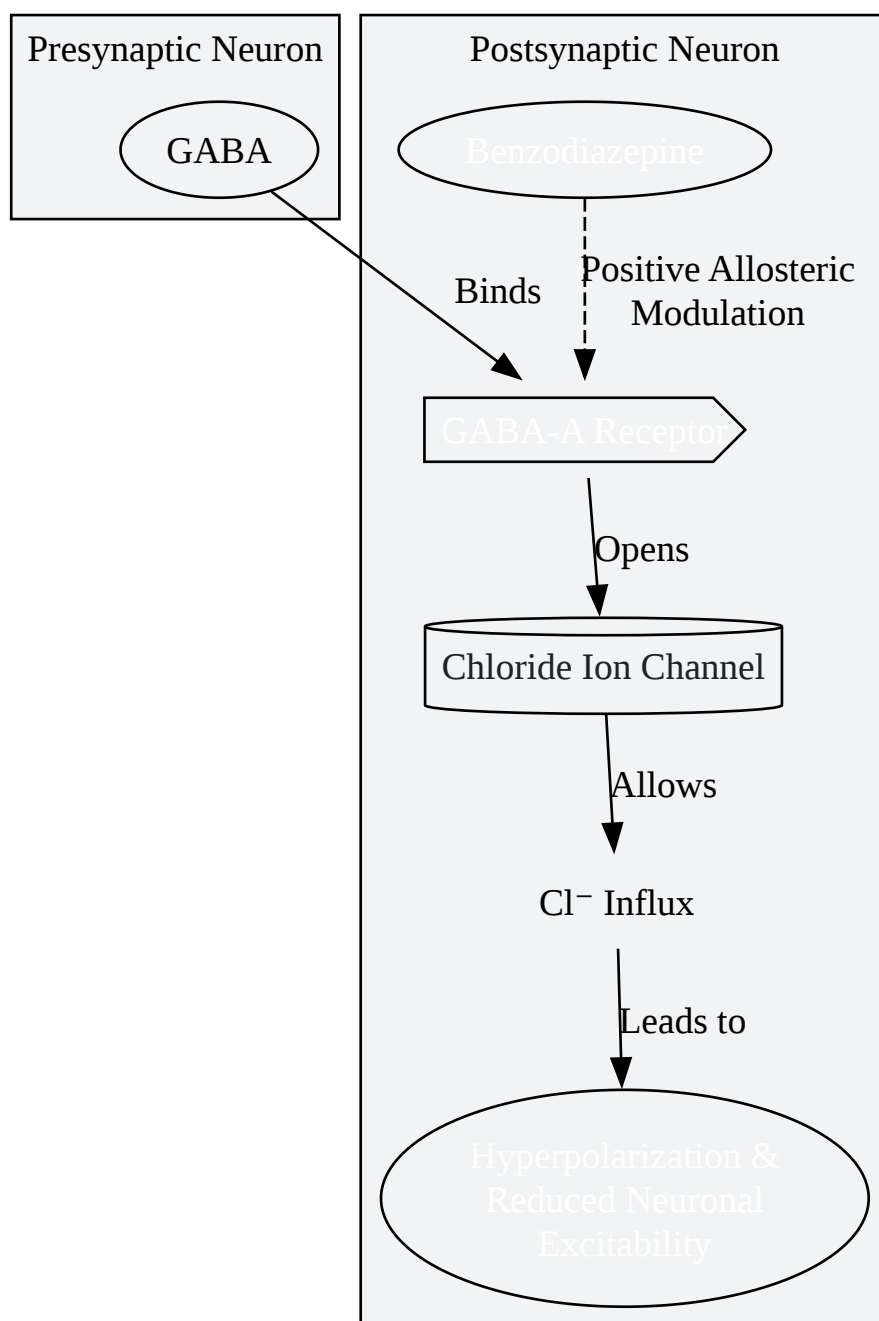 Presynaptic Neuron
Postsynaptic Neuron
GABA
Benzodiazepine
Binds
Positive Allosteric
Modulation
GABA-A Receptor
Opens
Chloride Ion Channel
Allows
Cl⁻ Influx
Leads to
Hyperpolarization &
Reduced Neuronal
Excitability